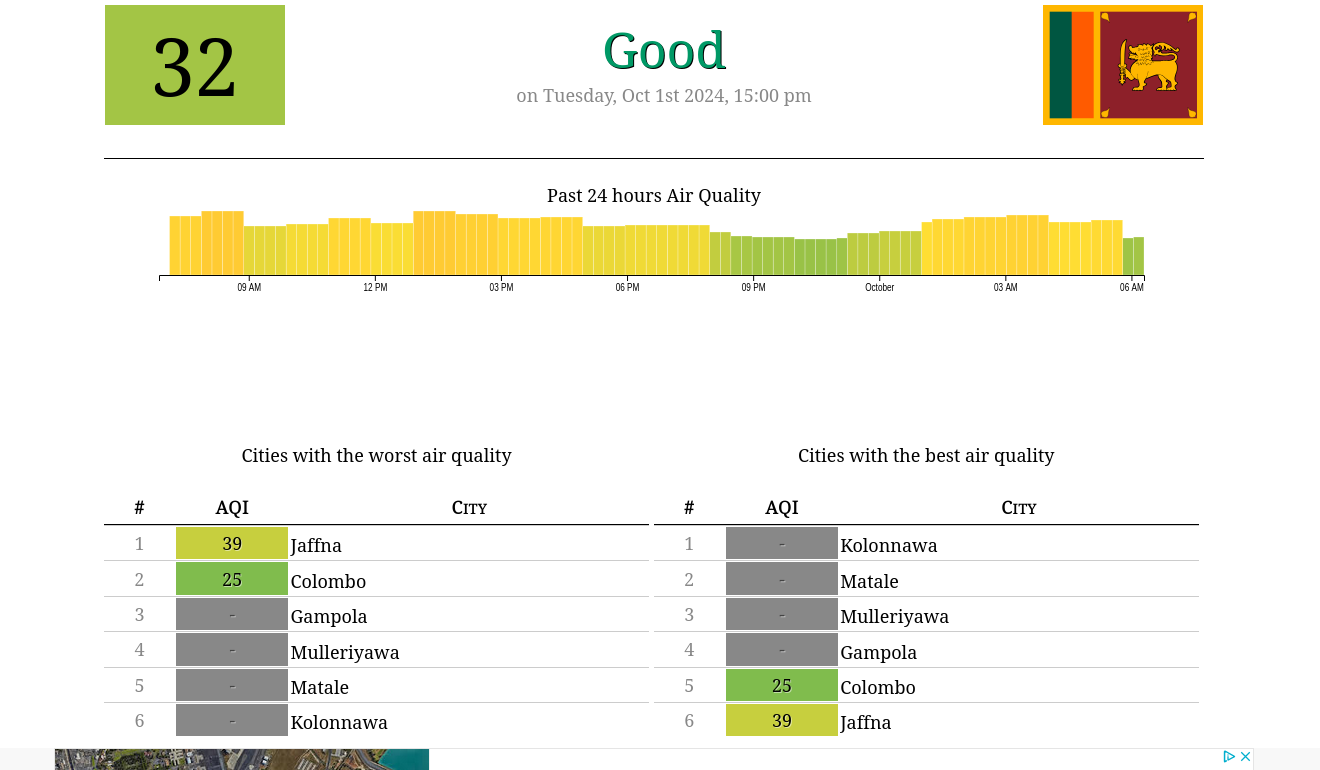 32
Good
on Tuesday, Oct 1st 2024, 15:00 pm
Past 24 hours Air Quality
09 AM 12 PM 03 PM 06 PM 09 PM October 03 AM 06 AM
Cities with the worst air quality
# AQI City
1 39 Jaffna
2 25 Colombo
3 - Gampola
4 - Mulleriyawa
5 - Matale
6 - Kolonnawa
Cities with the best air quality
# AQI City
1 - Kolonnawa
2 - Matale
3 - Mulleriyawa
4 - Gampola
5 25 Colombo
6 39 Jaffna